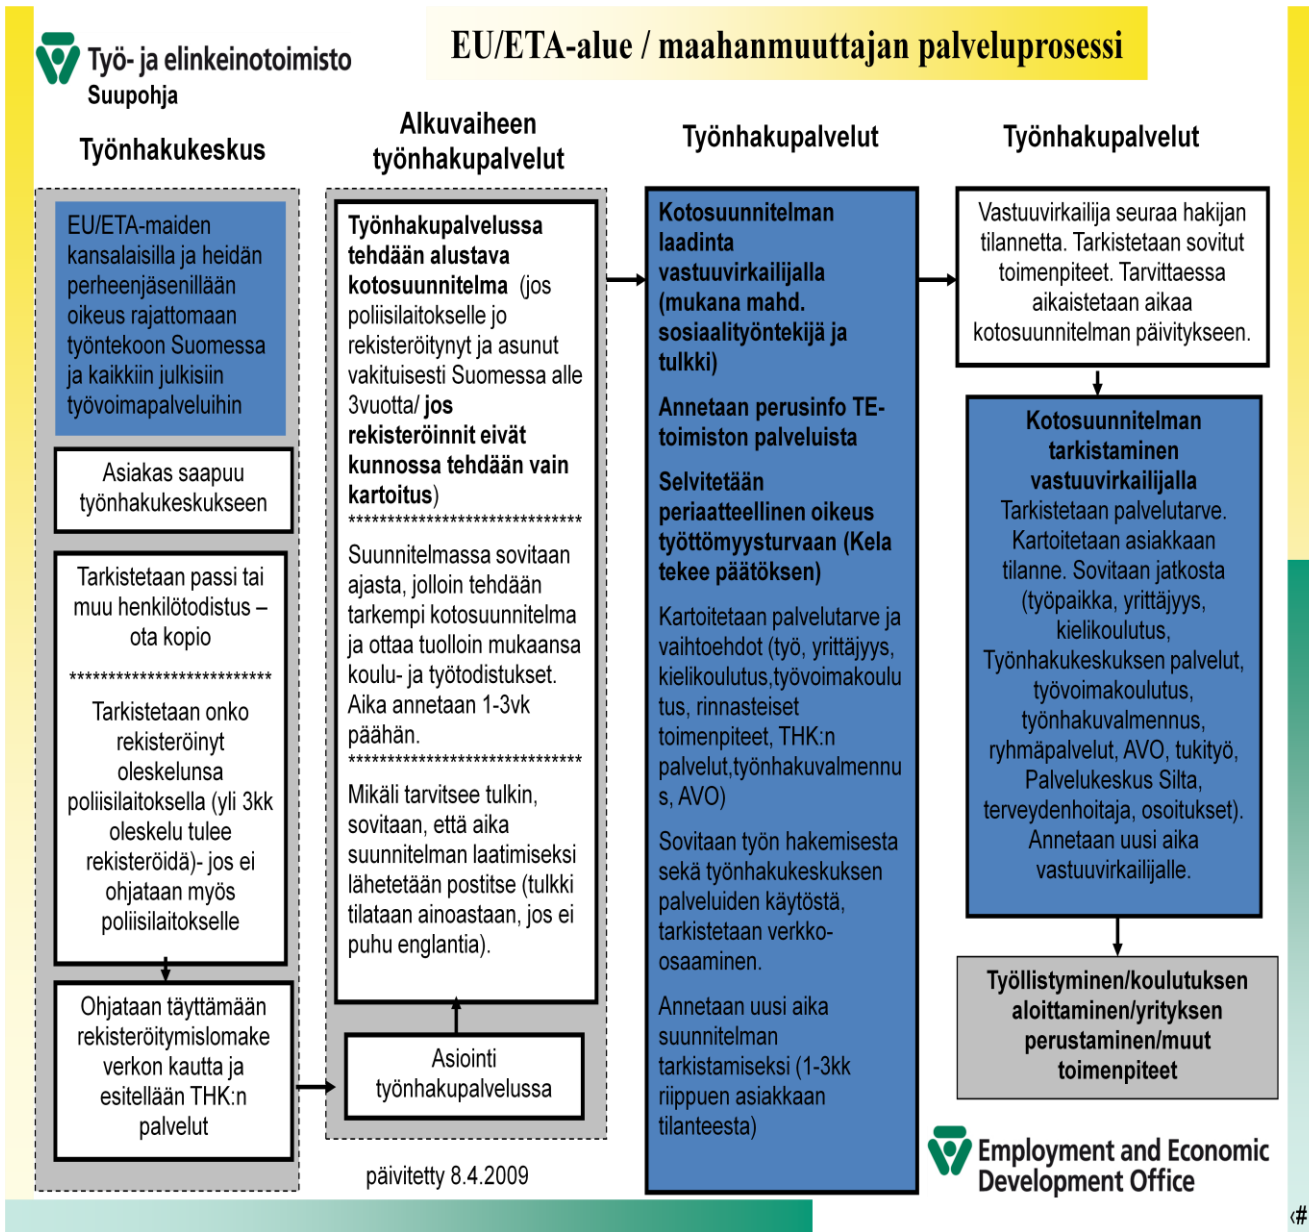 EU/ETA-alue / maahanmuuttajan palveluprosessi
Työ- ja elinkeinotoimisto
Suupohja
Työnhakukeskus
EU/ETA-maiden
kansalaisilla ja heidän
perheenjäsenillään
oikeus rajattomaan
työntekoon Suomessa
ja kaikkiin julkisiin
työvoimapalveluihin
Asiakas saapuu
työnhakukeskukseen
Tarkistetaan passi tai
muu henkilötodistus –
ota kopio
**************************
Tarkistetaan onko
rekisteröinyt
oleskelunsa
poliisilaitoksella (yli 3kk
oleskelu tulee
rekisteröidä)- jos ei
ohjataan myös
poliisilaitokselle
Ohjataan täyttämään
rekisteröitymislomake
verkon kautta ja
esitellään THK:n
palvelut
Alkuvaiheen
työnhakupalvelut
Työnhakupalvelussa
tehdään alustava
kotosuunnitelma (jos
poliisilaitokselle jo
rekisteröitynyt ja asunut
vakituisesti Suomessa alle
3vuotta/ jos
rekisteröinnit eivät
kunnossa tehdään vain
kartoitus)
******************************
Suunnitelmassa sovitaan
ajasta, jolloin tehdään
tarkempi kotosuunnitelma
ja ottaa tuolloin mukaansa
koulu- ja työtodistukset.
Aika annetaan 1-3vk
päähän.
******************************
Mikäli tarvitsee tulkin,
sovitaan, että aika
suunnitelman laatimiseksi
lähetetään postitse (tulkki
tilataan ainoastaan, jos ei
puhu englantia).
Asiointi
työnhakupalvelussa
päivitetty 8.4.2009
Työnhakupalvelut
Kotosuunnitelman
laadinta
vastuuvirkailijalla
(mukana mahd.
sosiaalityöntekijä ja
tulkki)
Annetaan perusinfo TE-
toimiston palveluista
Selvitetään
periaatteellinen oikeus
työttömyysturvaan (Kela
tekee päätöksen)
Kartoitetaan palvelutarve ja
vaihtoehdot (työ, yrittäjyys,
kielikoulutus,työvoimakoulu
tus, rinnasteiset
toimenpiteet, THK:n
palvelut,työnhakuvalmennu
s, AVO)
Sovitaan työn hakemisesta
sekä työnhakukeskuksen
palveluiden käytöstä,
tarkistetaan verkko-
osaaminen.
Annetaan uusi aika
suunnitelman
tarkistamiseksi (1-3kk
riippuen asiakkaan
tilanteesta)
Työnhakupalvelut
Vastuuvirkailija seuraa hakijan
tilannetta. Tarkistetaan sovitut
toimenpiteet. Tarvittaessa
aikaistetaan aikaa
kotosuunnitelman päivitykseen.
Kotosuunnitelman
tarkistaminen
vastuuvirkailijalla
Tarkistetaan palvelutarve.
Kartoitetaan asiakkaan
tilanne. Sovitaan jatkosta
(työpaikka, yrittäjyys,
kielikoulutus,
Työnhakukeskuksen palvelut,
työvoimakoulutus,
työnhakuvalmennus,
ryhmäpalvelut, AVO, tukityö,
Palvelukeskus Silta,
terveydenhoitaja, osoitukset).
Annetaan uusi aika
vastuuvirkailijalle.
Työllistyminen/koulutuksen
aloittaminen/yrityksen
perustaminen/muut
toimenpiteet
Employment and Economic
Development Office
‹#